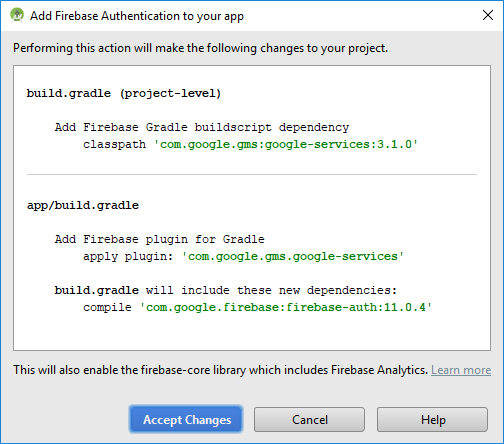 Add Firebase Authentication to your app
Performing this action will make the following changes to your project.
build.gradle (project-level)
Add Firebase Gradle buildscript dependency
classpath 'com.google.gms:google-services:3.1.0'
app/build.gradle
Add Firebase plugin for Gradle
apply plugin: 'com.google.gms.google-services'
build.gradle will include these new dependencies:
compile 'com.google.firebase:firebase-auth:11.0.4'
This will also enable the firebase-core library which includes Firebase Analytics. Learn more
Accept Changes Cancel Help